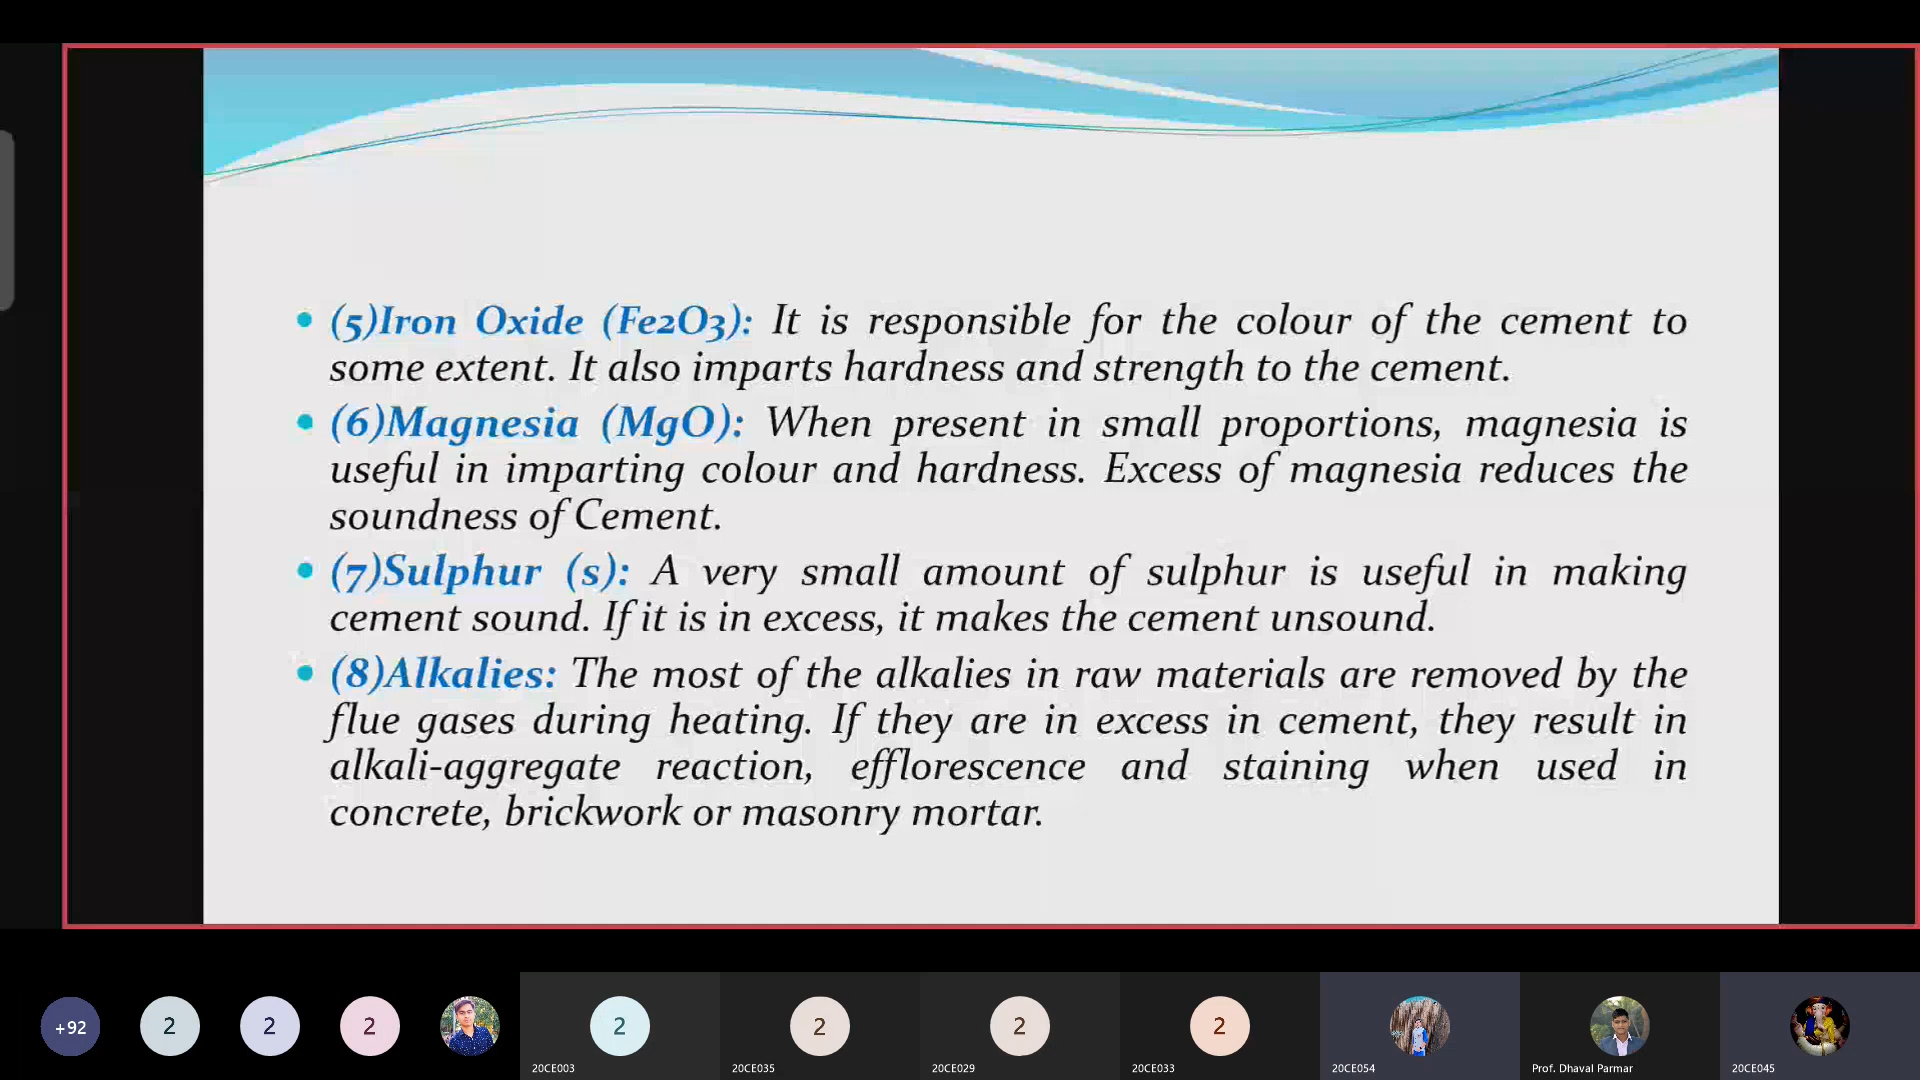 (5)Iron Oxide (Fe2O3): It is responsible for the colour of the cement to
some extent. It also imparts hardness and strength to the cement.
(6)Magnesia (MgO): When present in small proportions, magnesia is
useful in imparting colour and hardness. Excess of magnesia reduces the
soundness of Cement.
(7)Sulphur (s): A very small amount of sulphur is useful in making
cement sound. If it is in excess, it makes the cement unsound.
(8)Alkalies: The most of the alkalies in raw materials are removed by the
flue gases during heating. If they are in excess in cement, they result in
alkali-aggregate reaction, efflorescence and staining when used in
concrete, brickwork or masonry mortar.
+92 2 2 2 2 2 2 2
20CE003 20CE035 20CE029 20CE033 20CE054 Prof. Dhaval Parmar 20CE045